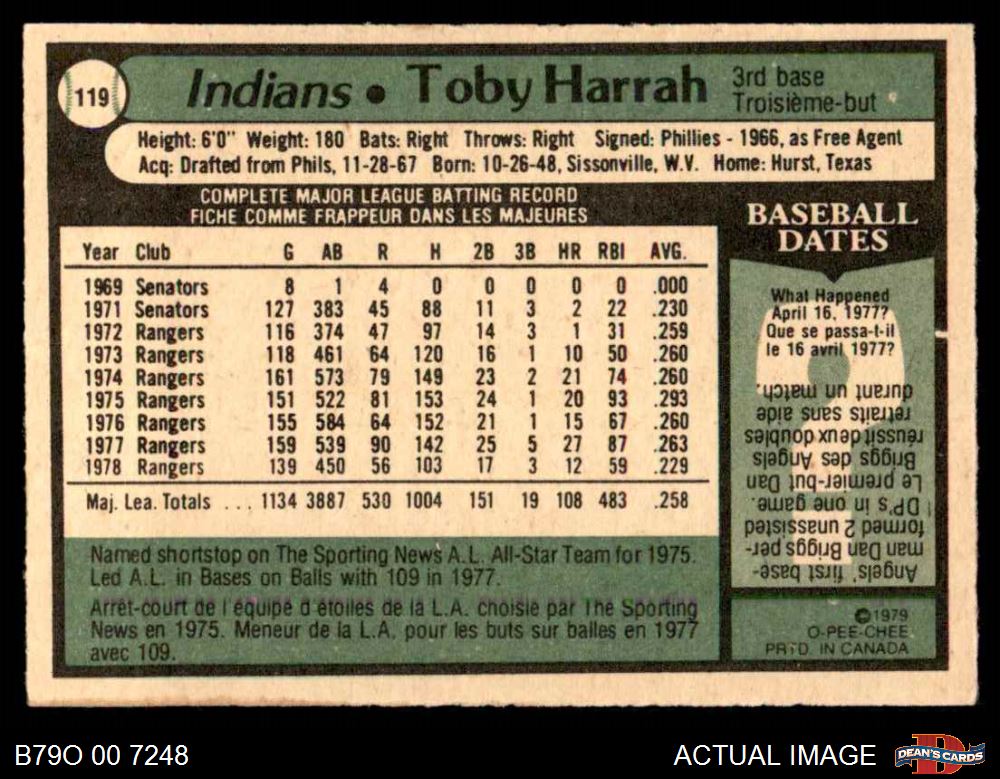 119
Indians • Toby Harrah
3rd base
Troisième-but
Height: 6'0" Weight: 180 Bats: Right Throws: Right Signed: Phillies - 1966, as Free Agent
Acq: Drafted from Phils, 11-28-67 Born: 10-26-48, Sissonville, W.V. Home: Hurst, Texas
COMPLETE MAJOR LEAGUE BATTING RECORD
FICHE COMME FRAPPEUR DANS LES MAJEURES
Year Club G AB R H 2B 3B HR RBI AVG.
1969 Senators 8 1 4 0 0 0 0 0 .000
1971 Senators 127 383 45 88 11 3 2 22 .230
1972 Rangers 116 374 47 97 14 3 1 31 .259
1973 Rangers 118 461 64 120 16 1 10 50 .260
1974 Rangers 161 573 79 149 23 2 21 74 .260
1975 Rangers 151 522 81 153 24 1 20 93 .293
1976 Rangers 155 584 64 152 21 1 15 67 .260
1977 Rangers 159 539 90 142 25 5 27 87 .263
1978 Rangers 139 450 56 103 17 3 12 59 .229
Maj. Lea. Totals ... 1134 3887 530 1004 151 19 108 483 .258
Named shortstop on The Sporting News A.L. All-Star Team for 1975.
Led A.L. in Bases on Balls with 109 in 1977.
Arrêt-court de l'équipe d'étoiles de la L.A. choisie par The Sporting
News en 1975. Meneur de la L.A. pour les buts sur balles en 1977
avec 109.
BASEBALL
DATES
What Happened
April 16, 1977?
Que se passa-t-il
le 16 avril 1977?
Angels' first base-
man Dan Briggs per-
formed 2 unassisted
DP's in one game.
Le premier-but Dan
Briggs des Angels
réussit deux doubles
retraits sans aide
durant un match.
©1979
O-PEE-CHEE
PRTD. IN CANADA
B79O 00 7248
ACTUAL IMAGE
DEAN'S CARDS